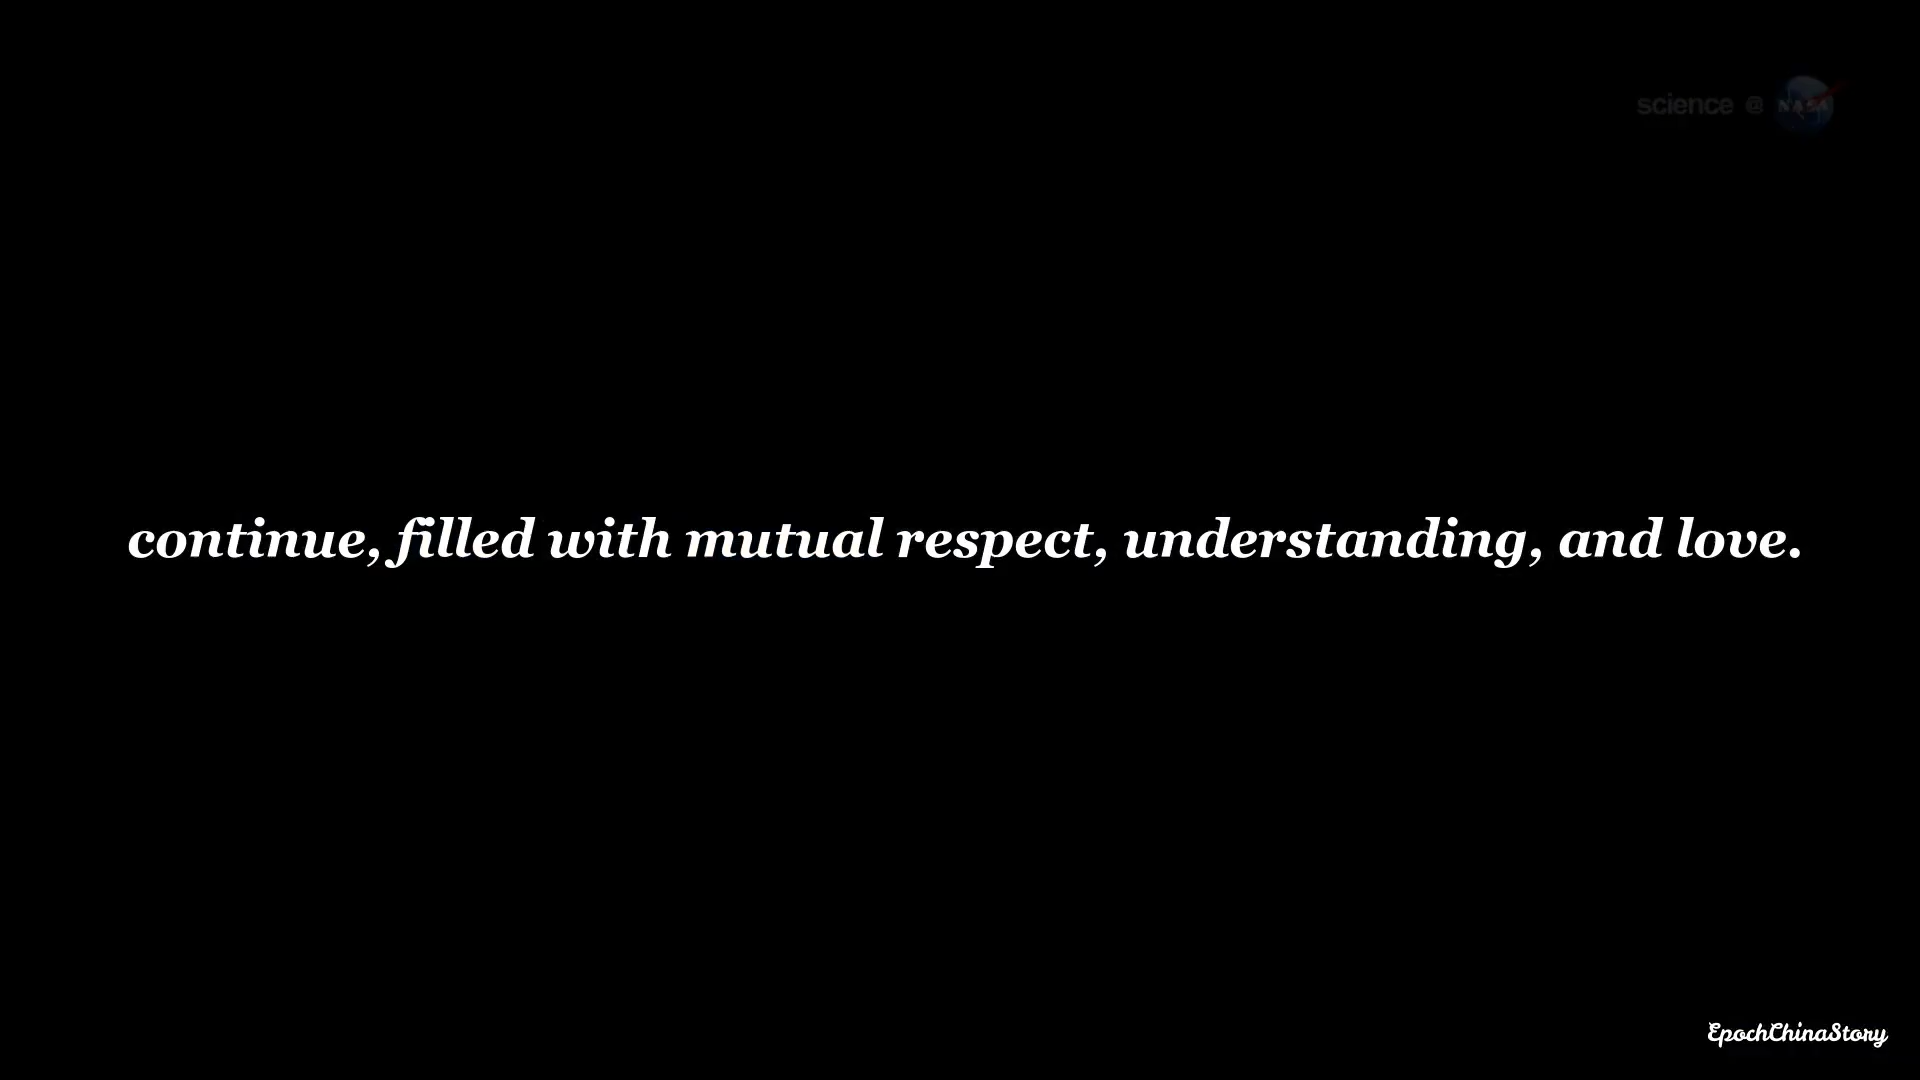 science @ NASA
continue, filled with mutual respect, understanding, and love.
EpochChinaStory